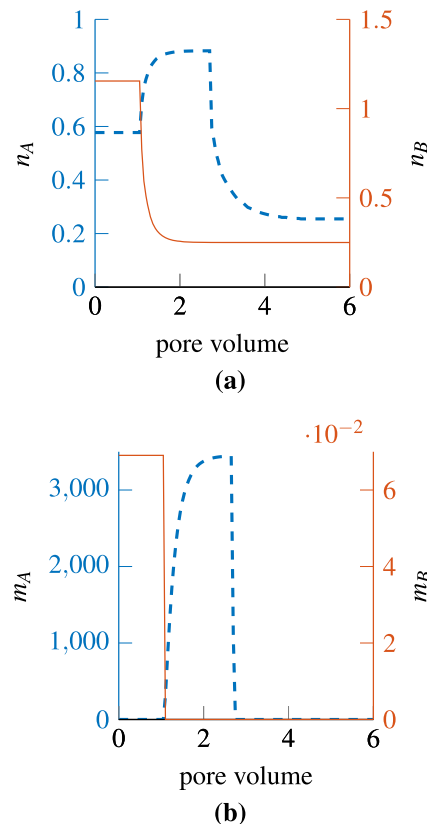 1 1.5
0.8
0.6 1
n_A n_B
0.4 0.5
0.2
0 0
0 2 4 6
pore volume
(a)
·10⁻²
3,000 6
2,000 4
m_A m_B
1,000 2
0 0
0 2 4 6
pore volume
(b)